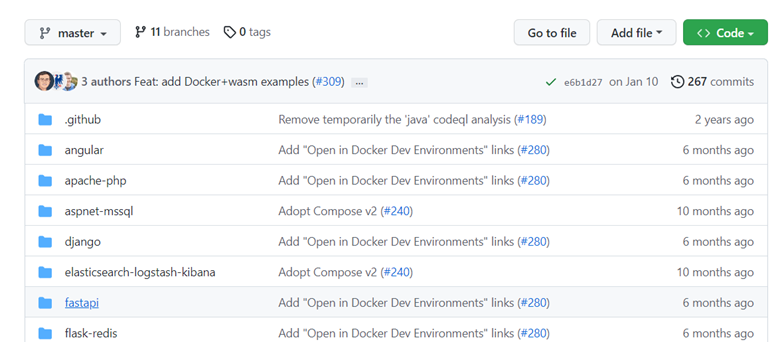 master 11 branches 0 tags Go to file Add file Code
3 authors Feat: add Docker+wasm examples (#309) ... e6b1d27 on Jan 10 267 commits
.github Remove temporarily the 'java' codeql analysis (#189) 2 years ago
angular Add "Open in Docker Dev Environments" links (#280) 6 months ago
apache-php Add "Open in Docker Dev Environments" links (#280) 6 months ago
aspnet-mssql Adopt Compose v2 (#240) 10 months ago
django Add "Open in Docker Dev Environments" links (#280) 6 months ago
elasticsearch-logstash-kibana Adopt Compose v2 (#240) 10 months ago
fastapi Add "Open in Docker Dev Environments" links (#280) 6 months ago
flask-redis Add "Open in Docker Dev Environments" links (#280) 6 months ago